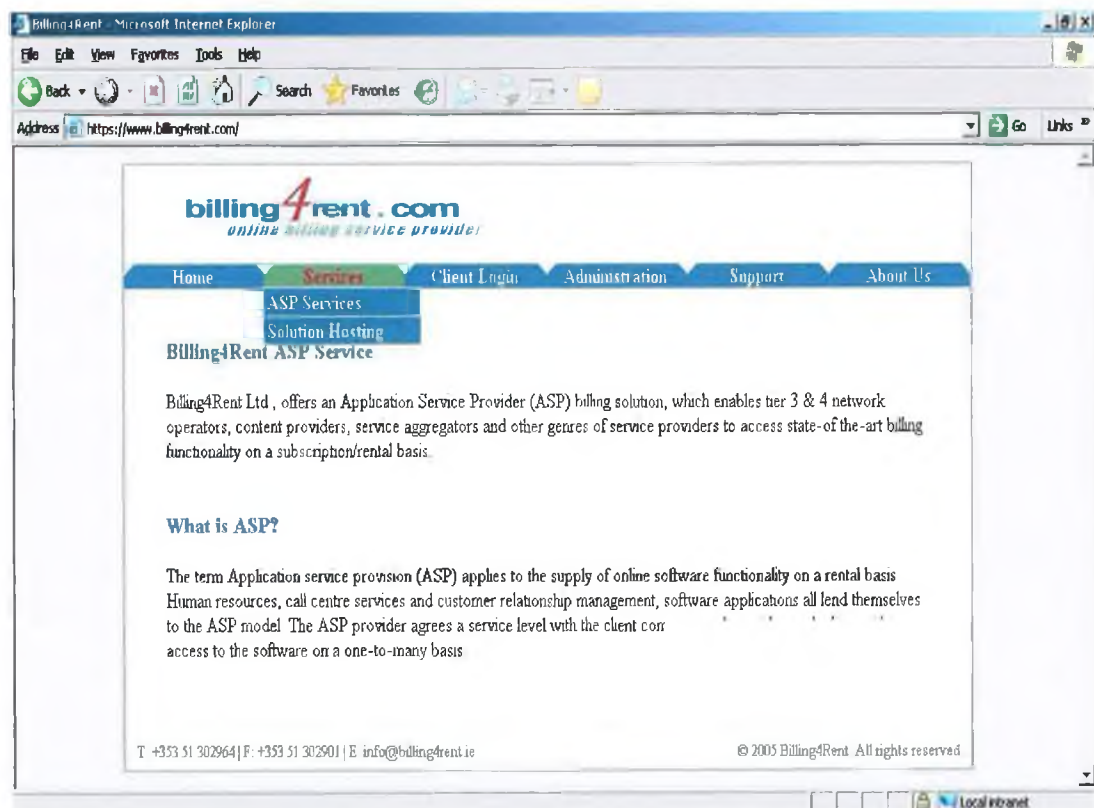 Billing4Rent - Microsoft Internet Explorer
File Edit View Favorites Tools Help
Back Search Favorites
Address https://www.billing4rent.com/ Go Links »
billing4rent.com
online billing service provider
Home Services Client Login Administration Support About Us
ASP Services
Solution Hosting
Billing4Rent ASP Service
Billing4Rent Ltd , offers an Application Service Provider (ASP) billing solution, which enables tier 3 & 4 network
operators, content providers, service aggregators and other genres of service providers to access state-of the-art billing
functionality on a subscription/rental basis
What is ASP?
The term Application service provision (ASP) applies to the supply of online software functionality on a rental basis
Human resources, call centre services and customer relationship management, software applications all lend themselves
to the ASP model The ASP provider agrees a service level with the client
access to the software on a one-to-many basis
T +353 51 302964 | F: +353 51 302901 | E info@billing4rent.ie © 2005 Billing4Rent All rights reserved
Local intranet